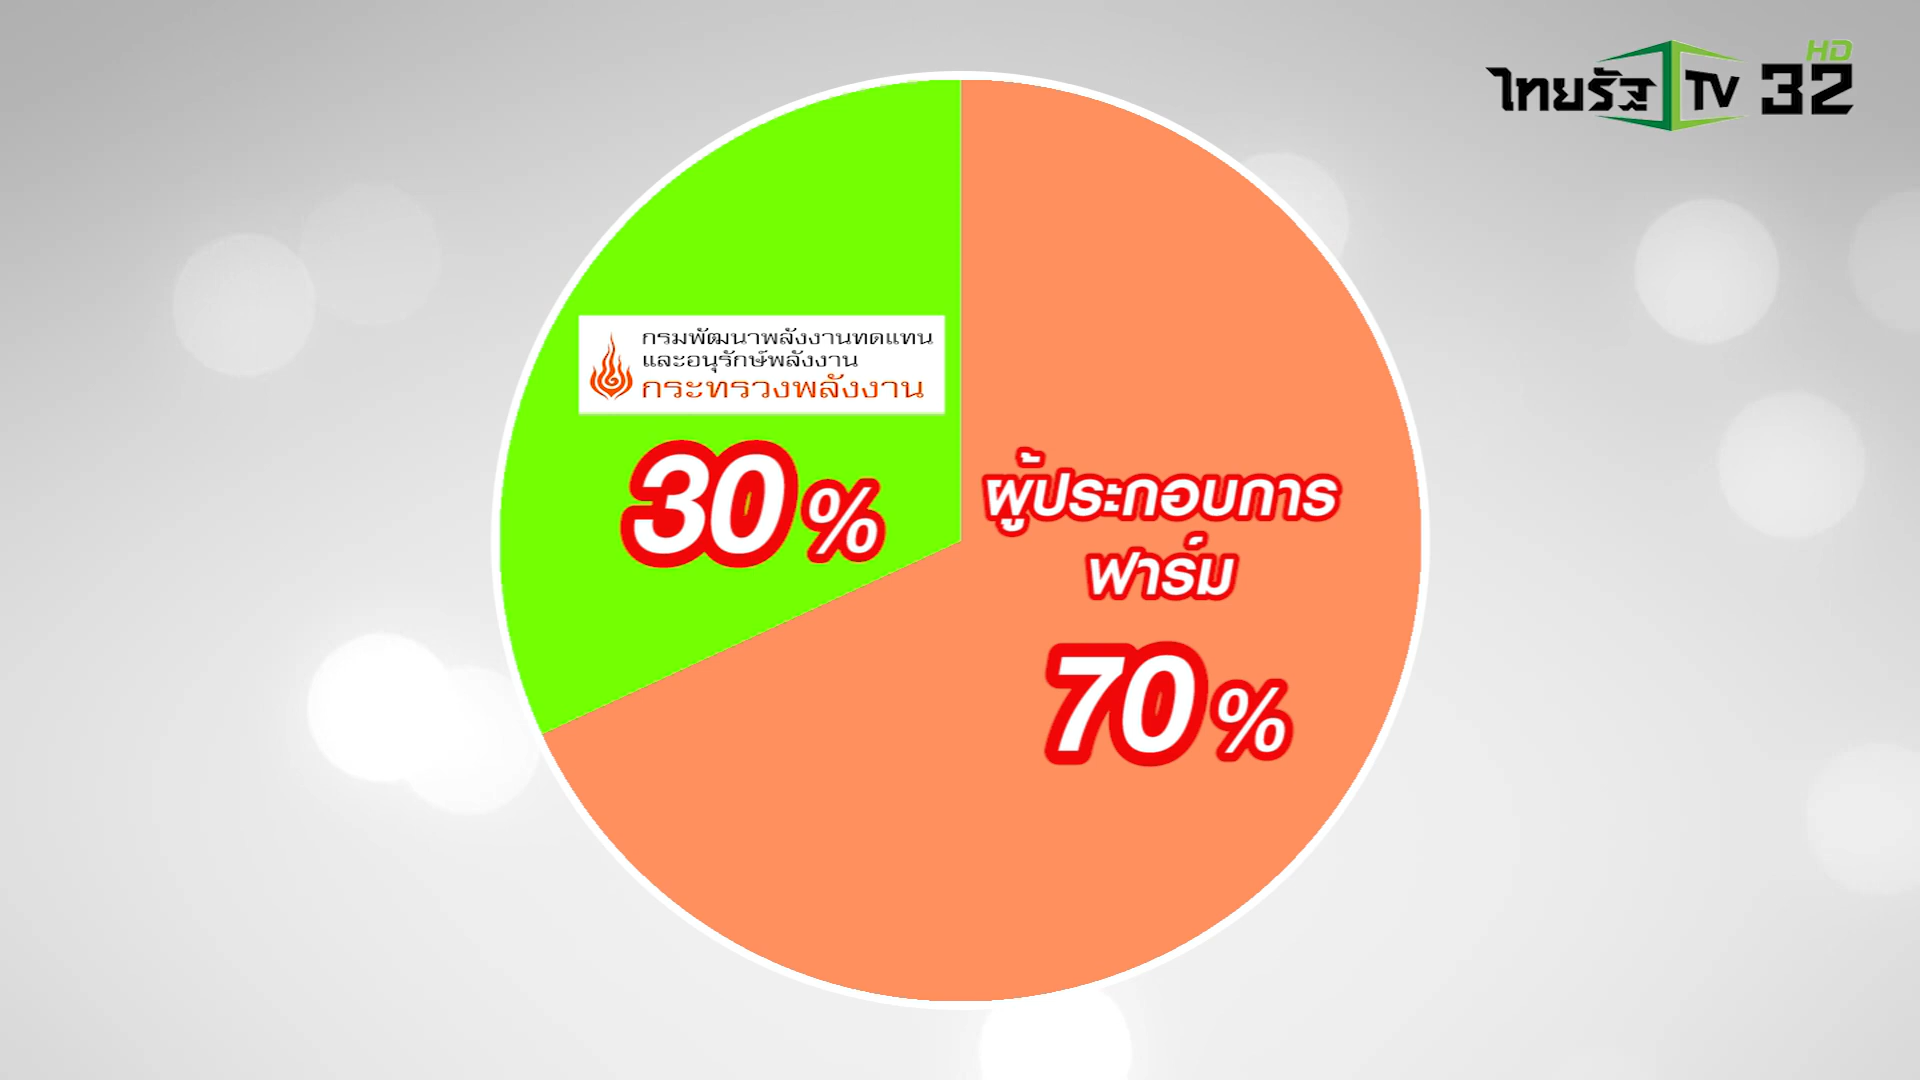 ไทยรัฐ TV HD 32
กรมพัฒนาพลังงานทดแทน
และอนุรักษ์พลังงาน
กระทรวงพลังงาน
30 %
ผู้ประกอบการ
ฟาร์ม
70 %